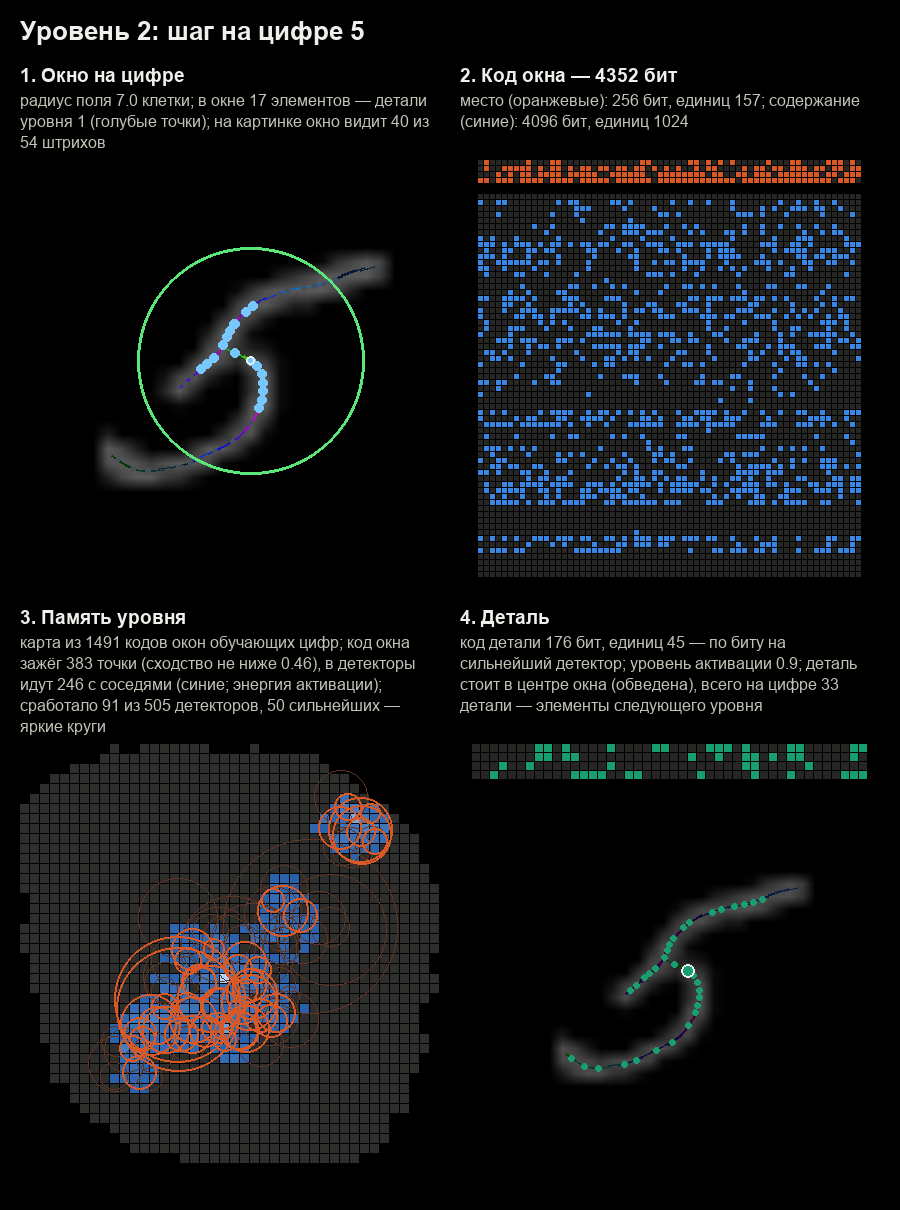 Уровень 2: шаг на цифре 5
1. Окно на цифре
радиус поля 7.0 клетки; в окне 17 элементов — детали
уровня 1 (голубые точки); на картинке окно видит 40 из
54 штрихов
2. Код окна — 4352 бит
место (оранжевые): 256 бит, единиц 157; содержание
(синие): 4096 бит, единиц 1024
3. Память уровня
карта из 1491 кодов окон обучающих цифр; код окна
зажёг 383 точки (сходство не ниже 0.46), в детекторы
идут 246 с соседями (синие; энергия активации);
сработало 91 из 505 детекторов, 50 сильнейших —
яркие круги
4. Деталь
код детали 176 бит, единиц 45 — по биту на
сильнейший детектор; уровень активации 0.9; деталь
стоит в центре окна (обведена), всего на цифре 33
детали — элементы следующего уровня